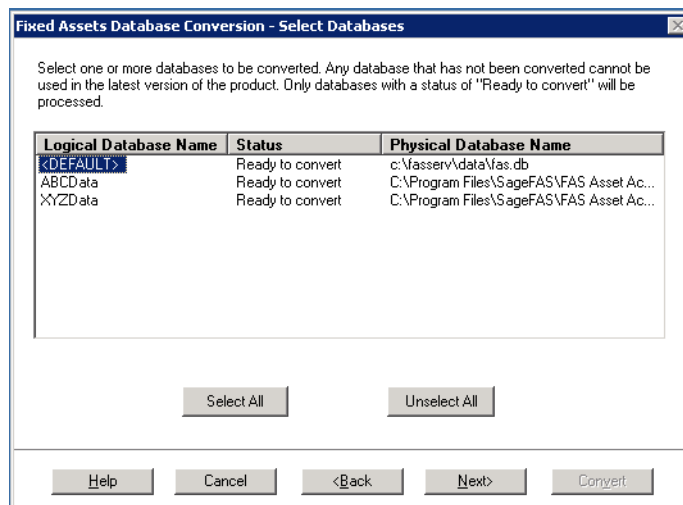 Fixed Assets Database Conversion - Select Databases
Select one or more databases to be converted. Any database that has not been converted cannot be
used in the latest version of the product. Only databases with a status of "Ready to convert" will be
processed.
Logical Database Name Status Physical Database Name
<DEFAULT> Ready to convert c:\fasserv\data\fas.db
ABCData Ready to convert C:\Program Files\SageFAS\FAS Asset Ac...
XYZData Ready to convert C:\Program Files\SageFAS\FAS Asset Ac...
Select All Unselect All
Help Cancel <Back Next> Convert